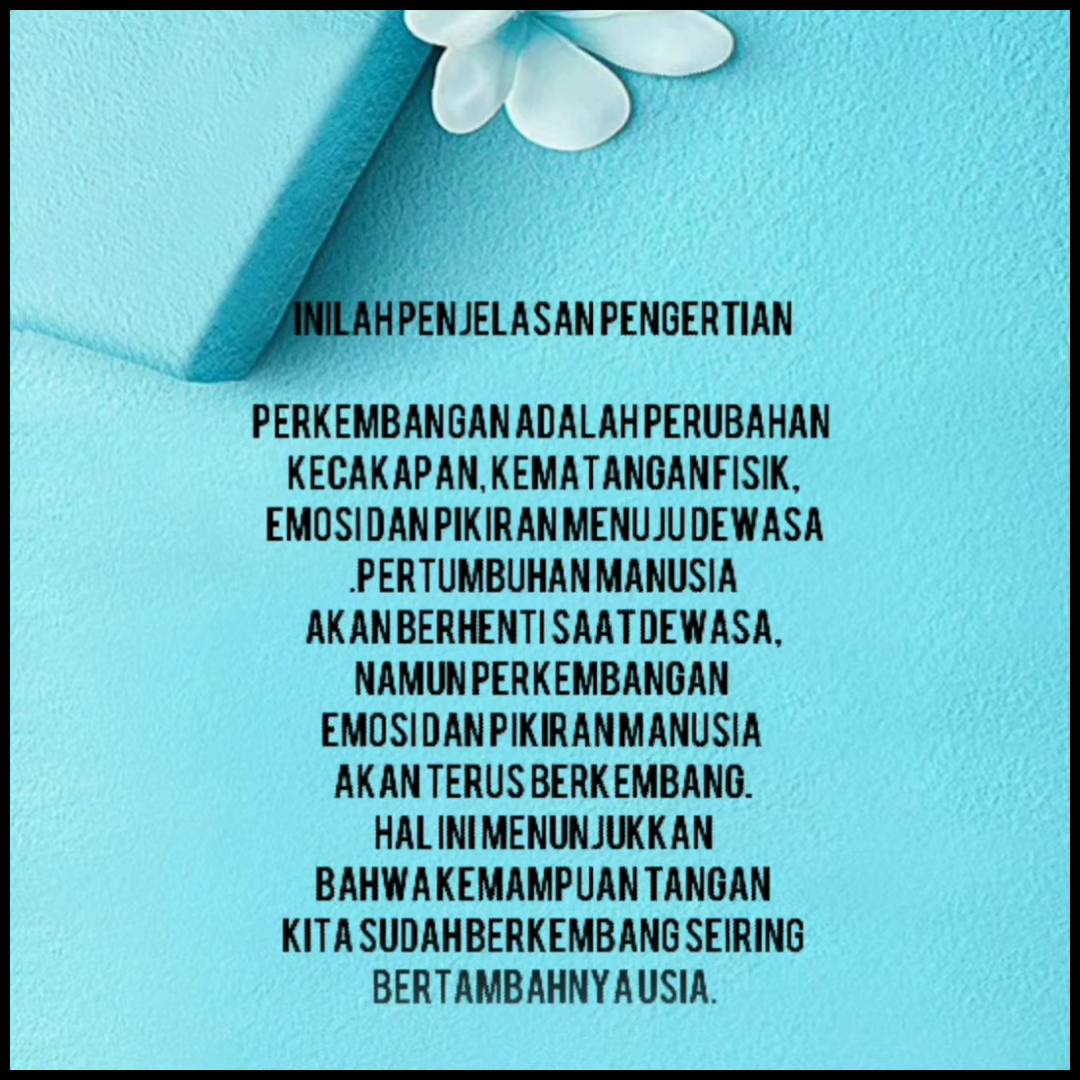 INILAH PENJELASAN PENGERTIAN
PERKEMBANGAN ADALAH PERUBAHAN
KECAKAPAN, KEMATANGAN FISIK,
EMOSI DAN PIKIRAN MENUJU DEWASA
.PERTUMBUHAN MANUSIA
AKAN BERHENTI SAAT DEWASA,
NAMUN PERKEMBANGAN
EMOSI DAN PIKIRAN MANUSIA
AKAN TERUS BERKEMBANG.
HAL INI MENUNJUKKAN
BAHWA KEMAMPUAN TANGAN
KITA SUDAH BERKEMBANG SEIRING
BERTAMBAHNYA USIA.